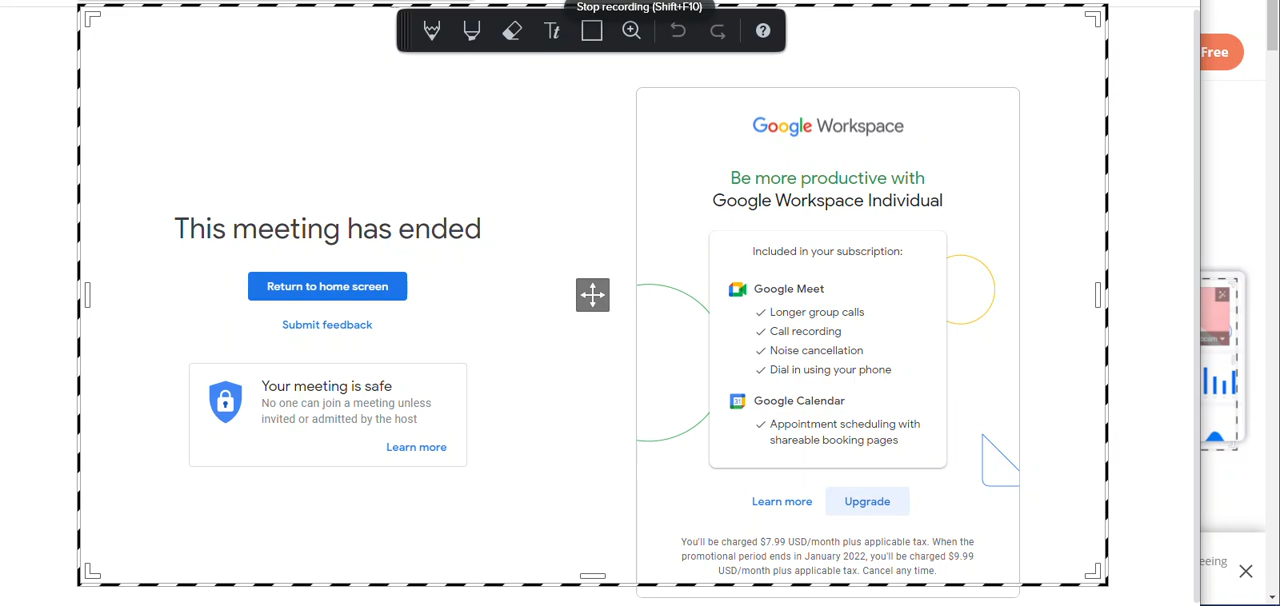 Stop recording (Shift+F10)
Tt
Free
This meeting has ended
Return to home screen
Submit feedback
Your meeting is safe
No one can join a meeting unless
invited or admitted by the host
Learn more
Google Workspace
Be more productive with
Google Workspace Individual
Included in your subscription:
Google Meet
Longer group calls
Call recording
Noise cancellation
Dial in using your phone
31
Google Calendar
Appointment scheduling with
shareable booking pages
Learn more
Upgrade
You'll be charged $7.99 USD/month plus applicable tax. When the
promotional period ends in January 2022, you'll be charged $9.99
USD/month plus applicable tax. Cancel any time.
eeing